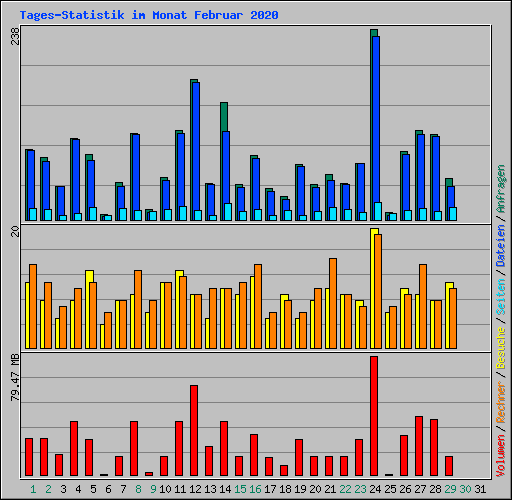 Tages-Statistik im Monat Februar 2020
238
20
79.47 MB
Volumen / Rechner / Besuche / Seiten / Dateien / Anfragen
1 2 3 4 5 6 7 8 9 10 11 12 13 14 15 16 17 18 19 20 21 22 23 24 25 26 27 28 29 30 31